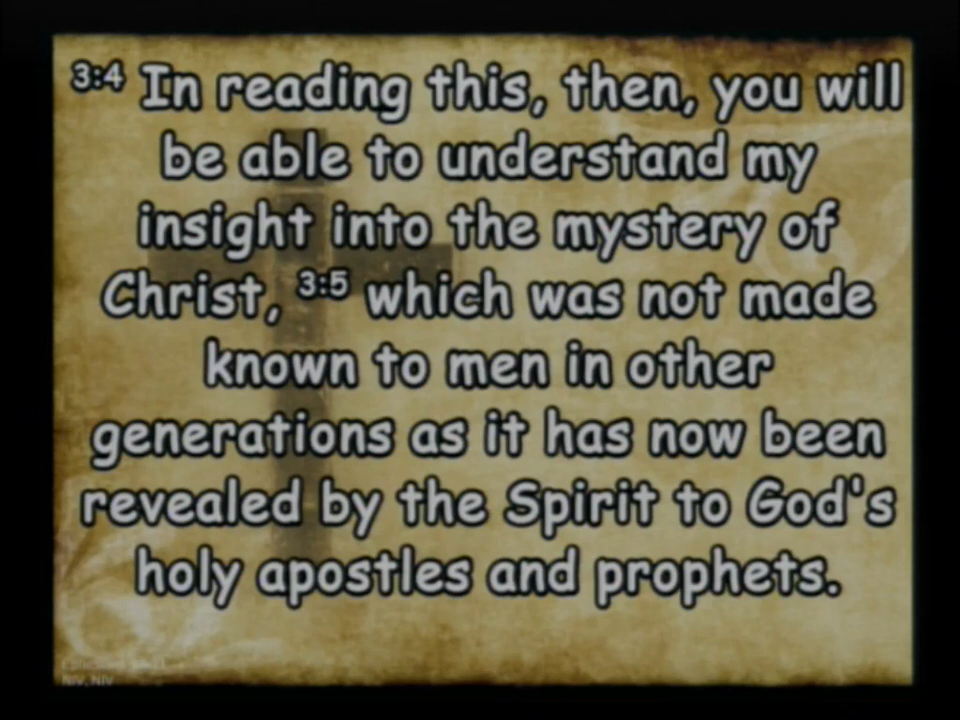 3:4 In reading this, then, you will
be able to understand my
insight into the mystery of
Christ, 3:5 which was not made
known to men in other
generations as it has now been
revealed by the Spirit to God's
holy apostles and prophets.
NIV, NIV